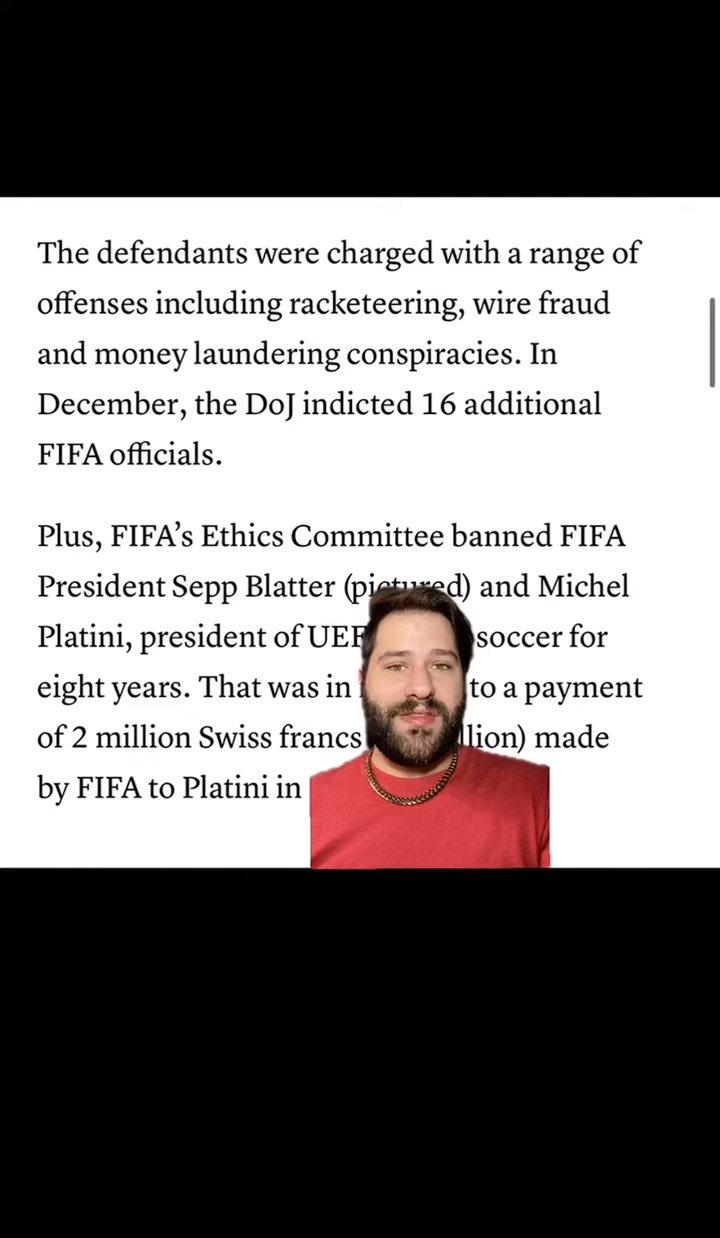 The defendants were charged with a range of
offenses including racketeering, wire fraud
and money laundering conspiracies. In
December, the DoJ indicted 16 additional
FIFA officials.
Plus, FIFA’s Ethics Committee banned FIFA
President Sepp Blatter (pictured) and Michel
Platini, president of soccer for
eight years. That was in to a payment
of 2 million Swiss francs made
by FIFA to Platini in